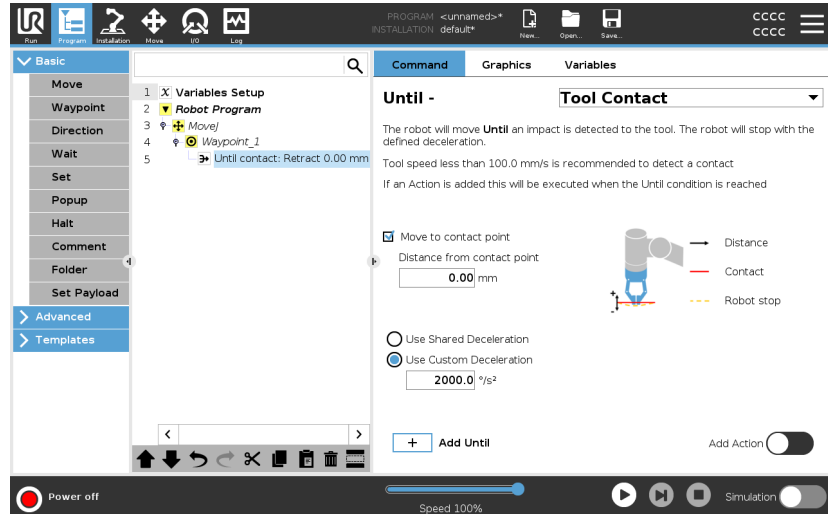 UR
PROGRAM <unnamed>*
INSTALLATION default*
CCCC
CCCC
Run
Program
Installation
Move
I/O
Log
New...
Open...
Save...
Basic
Move
Waypoint
Direction
Wait
Set
Popup
Halt
Comment
Folder
Set Payload
Advanced
Templates
1 X Variables Setup
2 Robot Program
3 MoveJ
4 Waypoint_1
5 Until contact: Retract 0.00 mm
Command Graphics Variables
Until - Tool Contact
The robot will move Until an impact is detected to the tool. The robot will stop with the
defined deceleration.
Tool speed less than 100.0 mm/s is recommended to detect a contact
If an Action is added this will be executed when the Until condition is reached
Move to contact point
Distance from contact point
0.00 mm
+
-
Distance
Contact
Robot stop
Use Shared Deceleration
Use Custom Deceleration
2000.0 °/s²
+ Add Until
Add Action
Power off
Speed 100%
Simulation